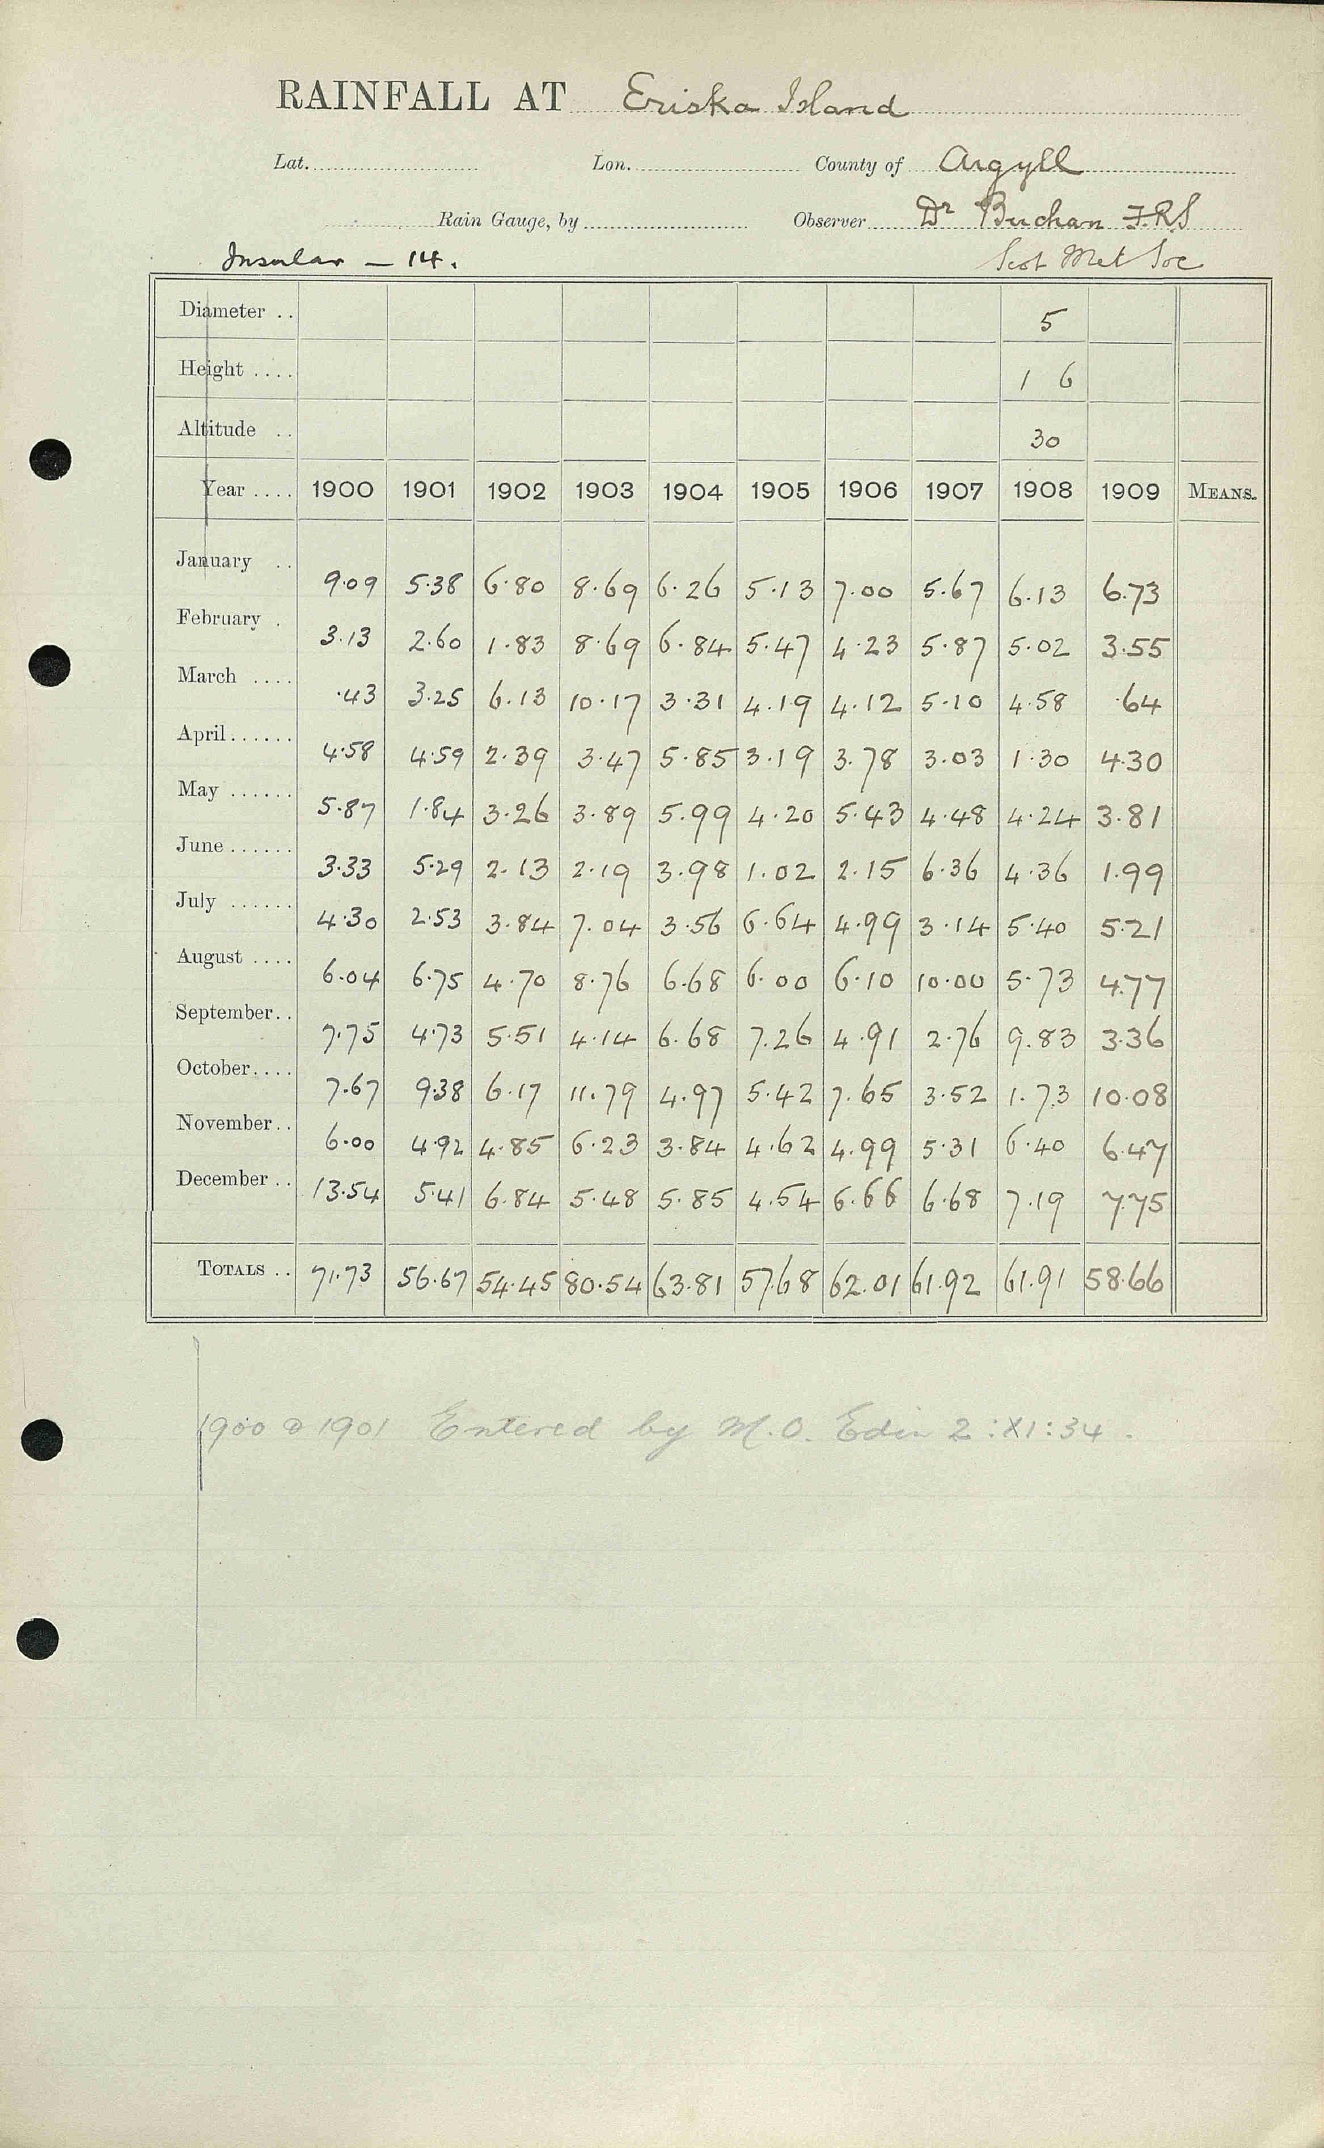 RAINFALL AT Eriska Island
Lat. Lon. County of Argyll
Rain Gauge, by Observer Dr Buchan F.R.S
Insular – 14. Scot Met Soc
Diameter .. 5
Height .... 1 6
Altitude .. 30
Year .... 1900 1901 1902 1903 1904 1905 1906 1907 1908 1909 MEANS.
January .. 9.09 5.38 6.80 8.69 6.26 5.13 7.00 5.67 6.13 6.73
February . 3.13 2.60 1.83 8.69 6.84 5.47 4.23 5.87 5.02 3.55
March .... .43 3.25 6.13 10.17 3.31 4.19 4.12 5.10 4.58 .64
April...... 4.58 4.59 2.39 3.47 5.85 3.19 3.78 3.03 1.30 4.30
May ...... 5.87 1.84 3.26 3.89 5.99 4.20 5.43 4.48 4.24 3.81
June ...... 3.33 5.29 2.13 2.19 3.98 1.02 2.15 6.36 4.36 1.99
July ...... 4.30 2.53 3.84 7.04 3.56 6.64 4.99 3.14 5.40 5.21
August .... 6.04 6.75 4.70 8.76 6.68 6.00 6.10 10.00 5.73 4.77
September.. 7.75 4.73 5.51 4.14 6.68 7.26 4.91 2.76 9.83 3.36
October.... 7.67 9.38 6.17 11.79 4.97 5.42 7.65 3.52 1.73 10.08
November.. 6.00 4.92 4.85 6.23 3.84 4.62 4.99 5.31 6.40 6.47
December .. 13.54 5.41 6.84 5.48 5.85 4.54 6.66 6.68 7.19 7.75
TOTALS .. 71.73 56.67 54.45 80.54 63.81 57.68 62.01 61.92 61.91 58.66
1900 & 1901 Entered by M.O. Edin 2:XI:34.